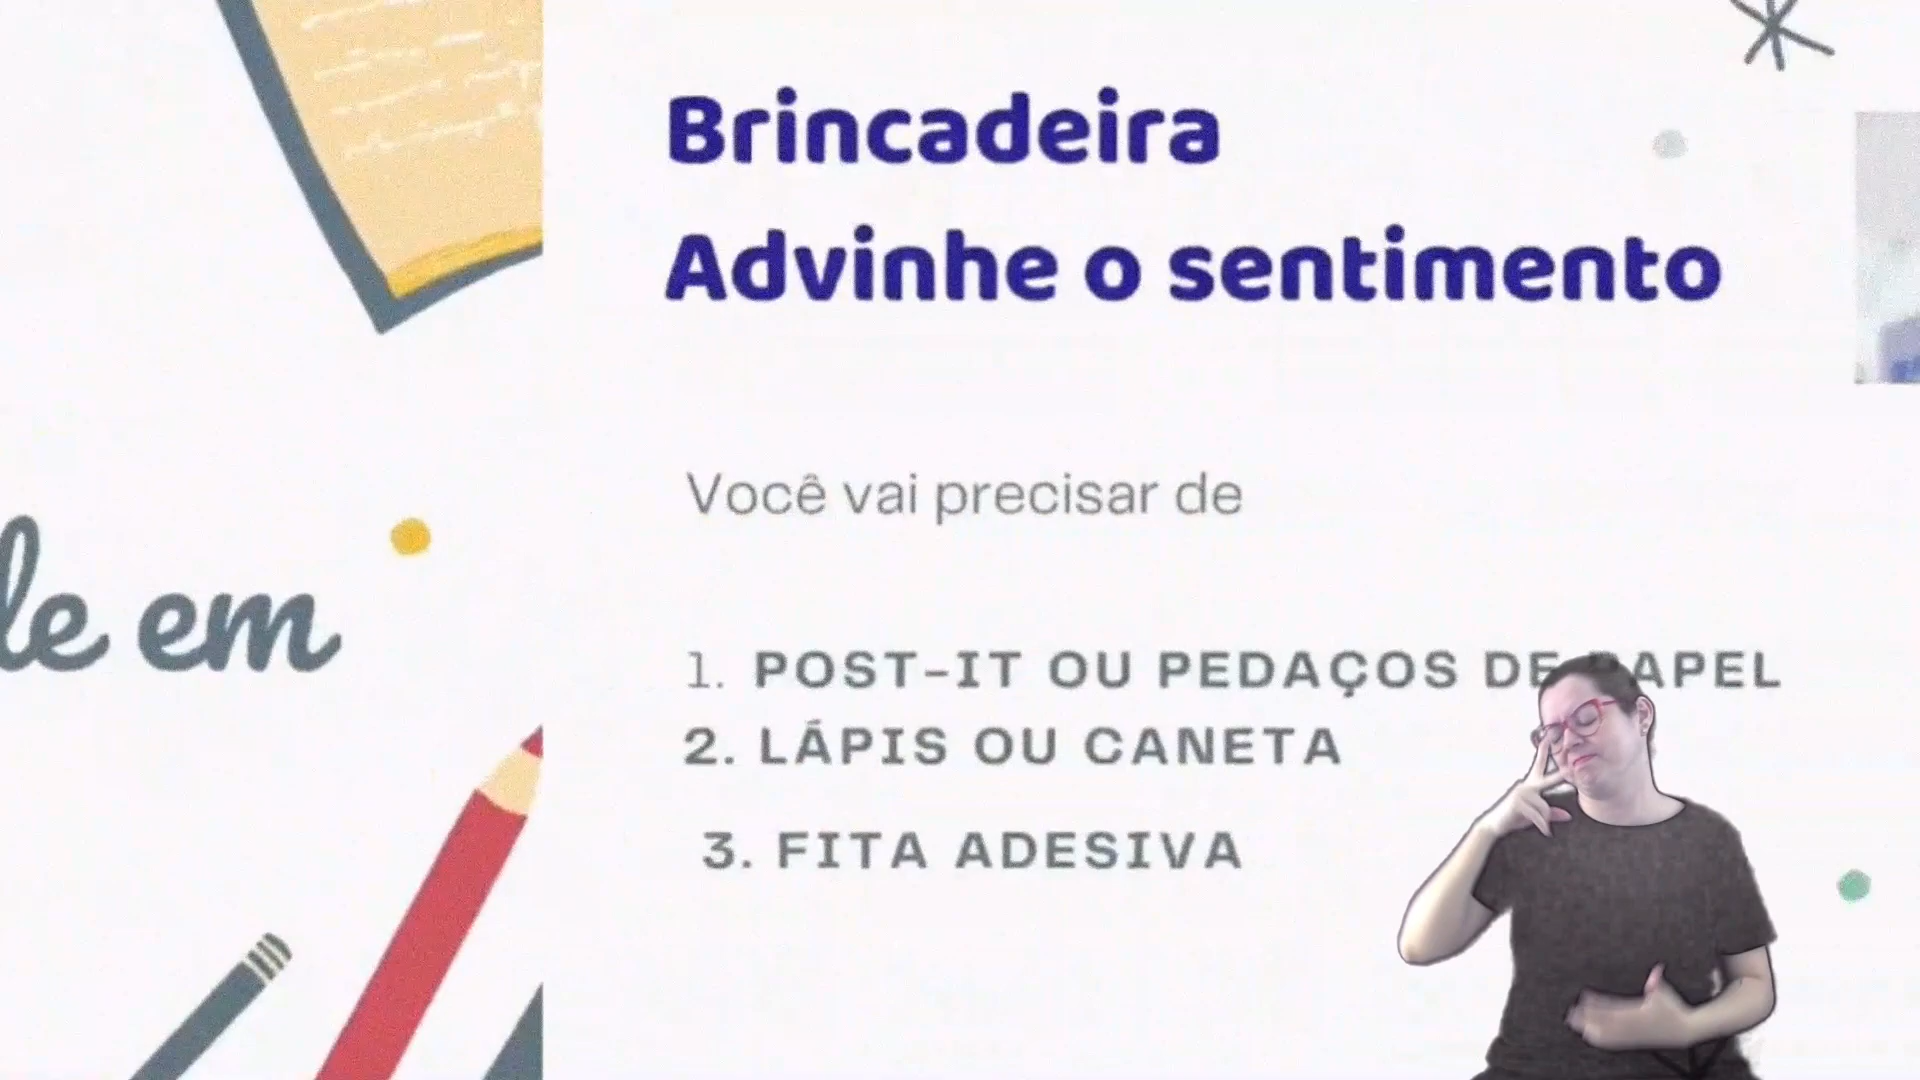 Brincadeira
Advinhe o sentimento
Você vai precisar de
1. POST-IT OU PEDAÇOS DE PAPEL
2. LÁPIS OU CANETA
3. FITA ADESIVA
em